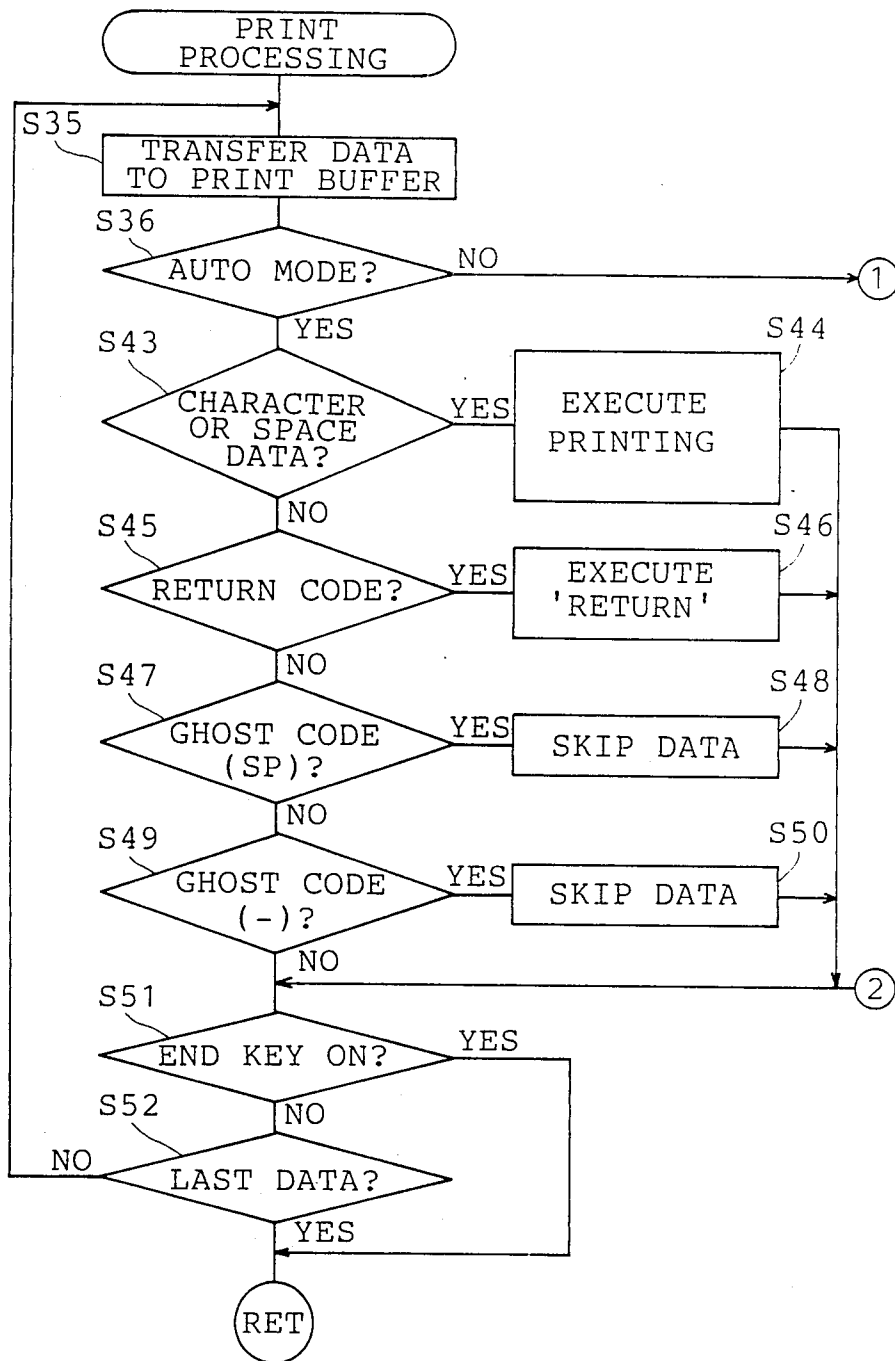 PRINT
PROCESSING
S35
TRANSFER DATA
TO PRINT BUFFER
S36
AUTO MODE?
NO
1
YES
S43
CHARACTER
OR SPACE
DATA?
YES
S44
EXECUTE
PRINTING
NO
S45
RETURN CODE?
YES
S46
EXECUTE
'RETURN'
NO
S47
GHOST CODE
(SP)?
YES
S48
SKIP DATA
NO
S49
GHOST CODE
(-)?
YES
S50
SKIP DATA
NO
2
S51
END KEY ON?
YES
NO
S52
LAST DATA?
NO
YES
RET